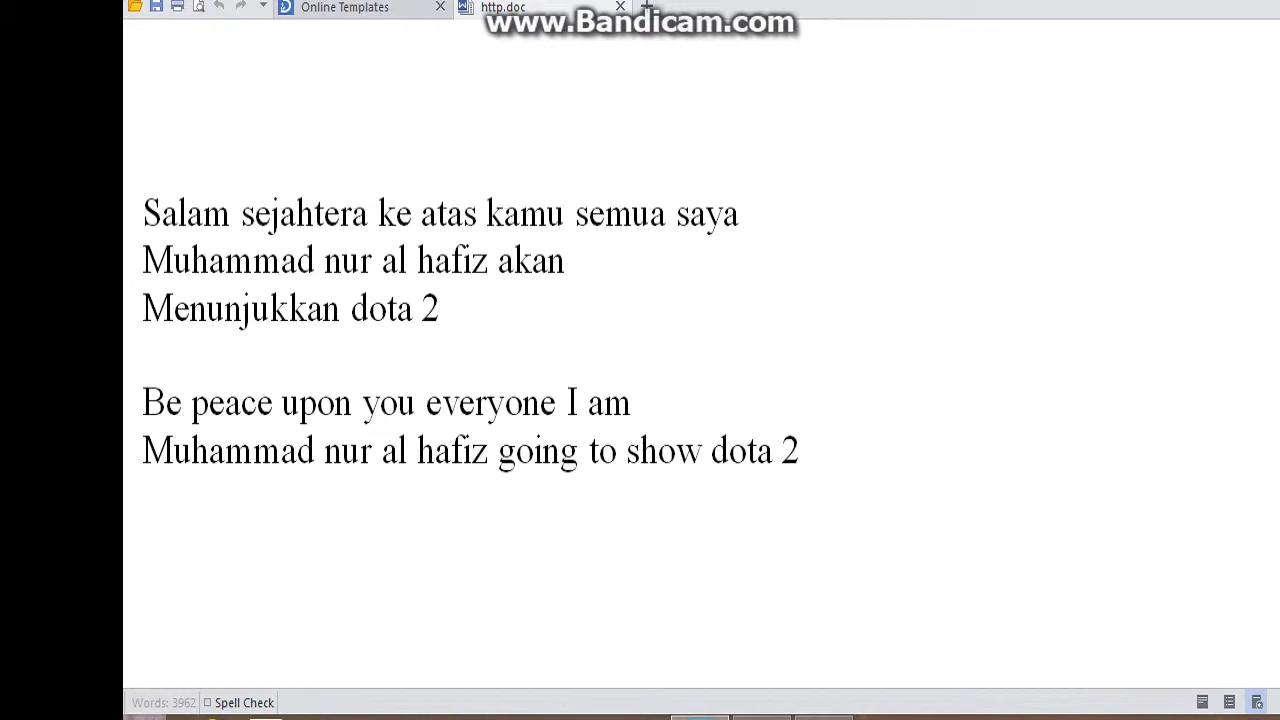 Online Templates
http.doc
www.Bandicam.com
Salam sejahtera ke atas kamu semua saya
Muhammad nur al hafiz akan
Menunjukkan dota 2
Be peace upon you everyone I am
Muhammad nur al hafiz going to show dota 2
Words: 3962
Spell Check